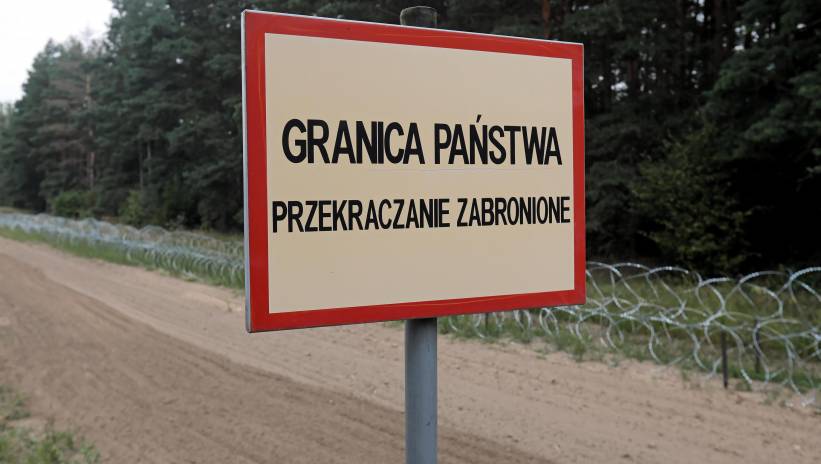 GRANICA PAŃSTWA
PRZEKRACZANIE ZABRONIONE